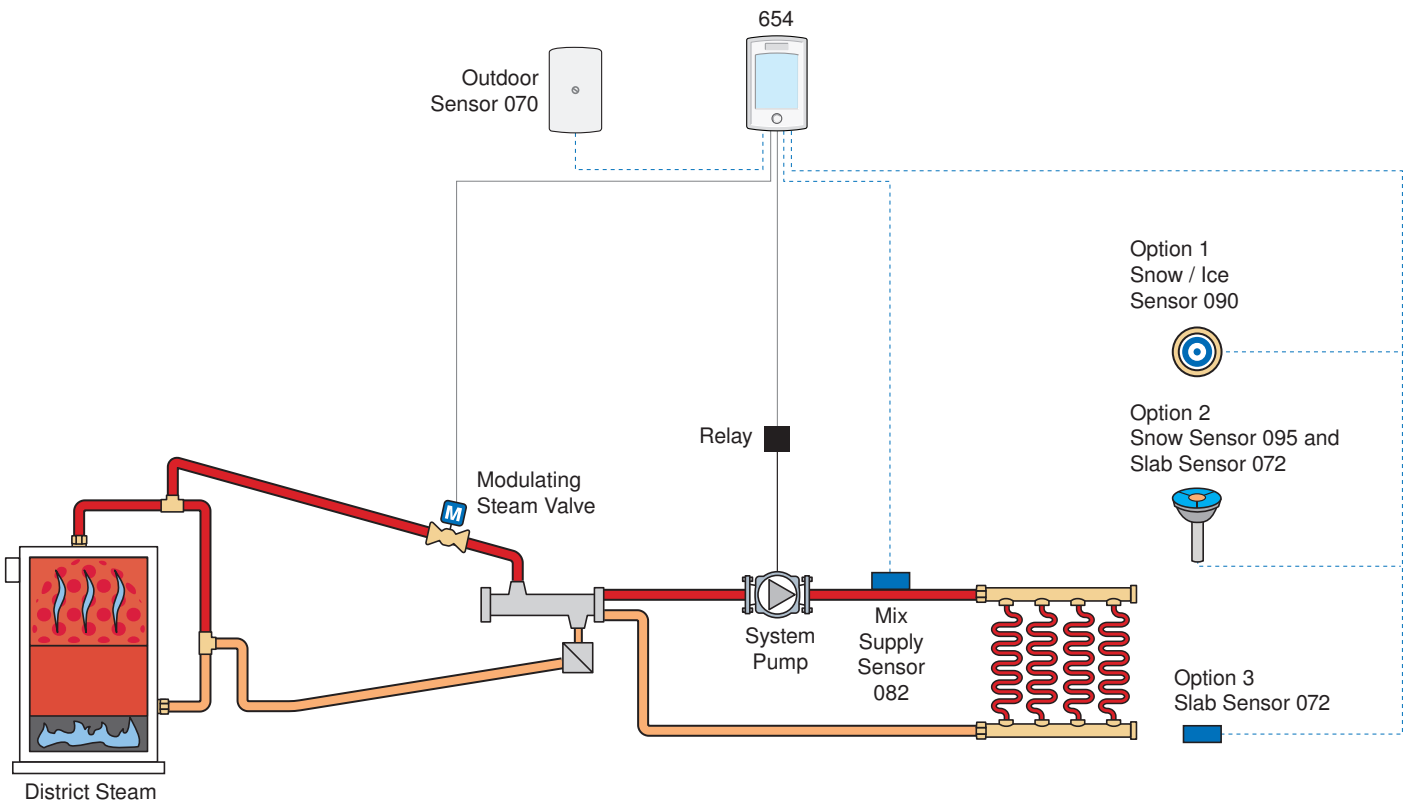 654
Outdoor
Sensor 070
Option 1
Snow / Ice
Sensor 090
Option 2
Snow Sensor 095 and
Slab Sensor 072
Relay
Modulating
Steam Valve
M
System
Pump
Mix
Supply
Sensor
082
Option 3
Slab Sensor 072
District Steam